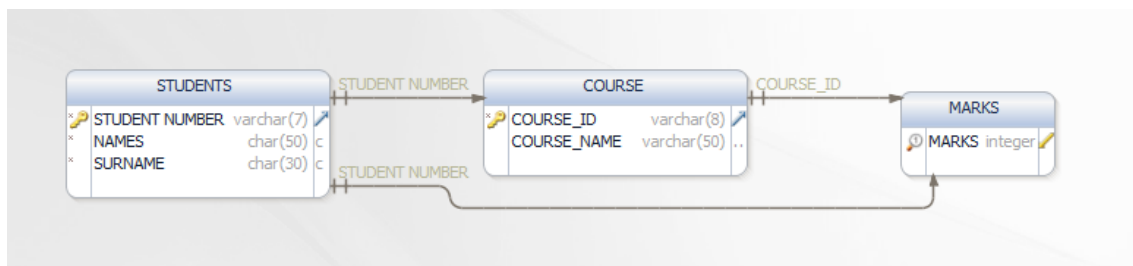 STUDENTS
STUDENT NUMBER varchar(7)
NAMES char(50) c
SURNAME char(30) c
STUDENT NUMBER
STUDENT NUMBER
COURSE
COURSE_ID varchar(8)
COURSE_NAME varchar(50) ..
COURSE_ID
MARKS
MARKS integer